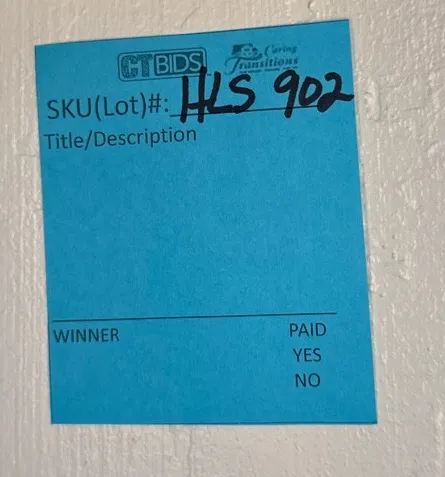 CTBIDS Caring Transitions
SKU(Lot)#: HLS 902
Title/Description
WINNER PAID
YES
NO